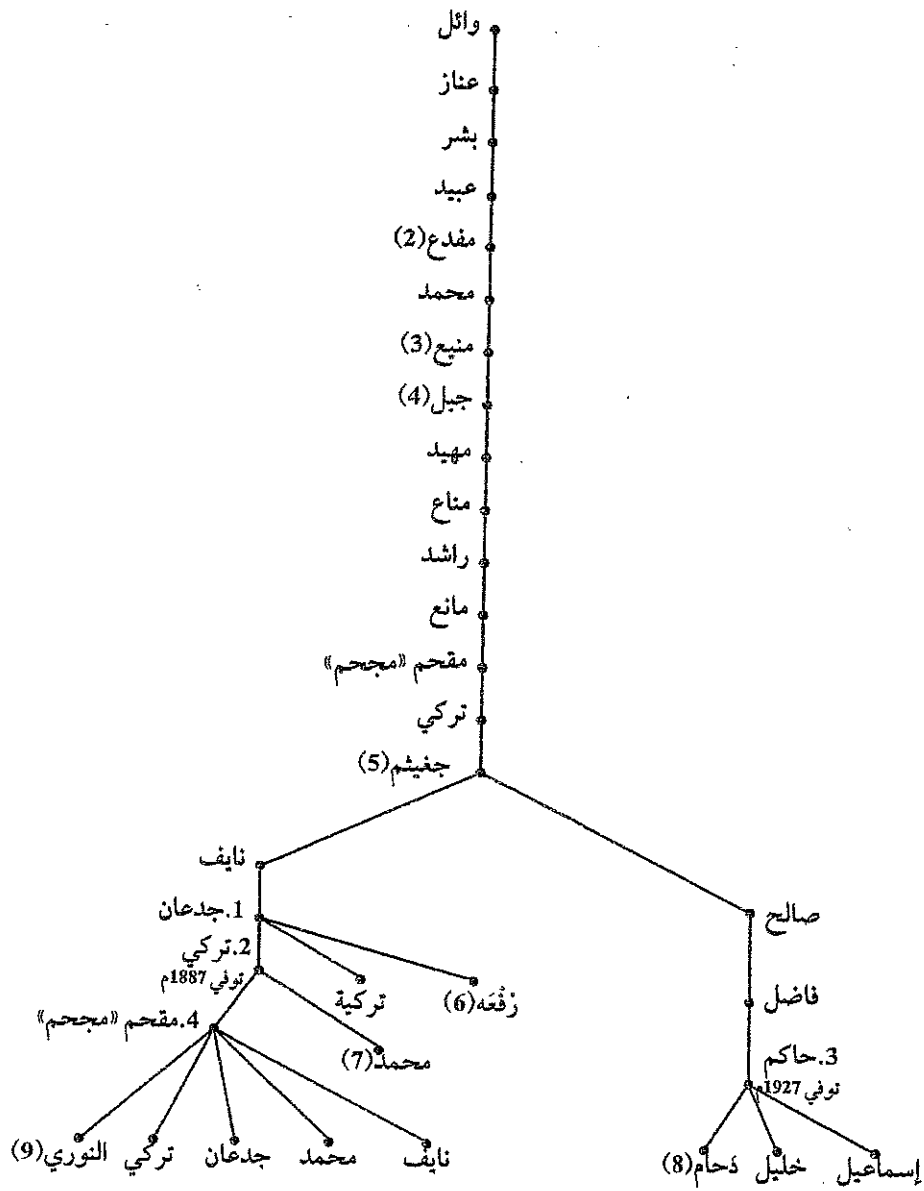 وائل
عناز
بشر
عبيد
مفدع(2)
محمد
منيع(3)
جبل(4)
مهيد
مناع
راشد
مانع
مقحم «مجحم»
تركي
جغيثم(5)
نايف
صالح
1.جدعان
2.تركي
توفي 1887م
تركية
زفْعَه(6)
فاضل
4.مقحم «مجحم»
محمد(7)
3.حاكم
توفي 1927م
النوري(9)
تركي
جدعان
محمد
نايف
دحام(8)
خليل
إسماعيل